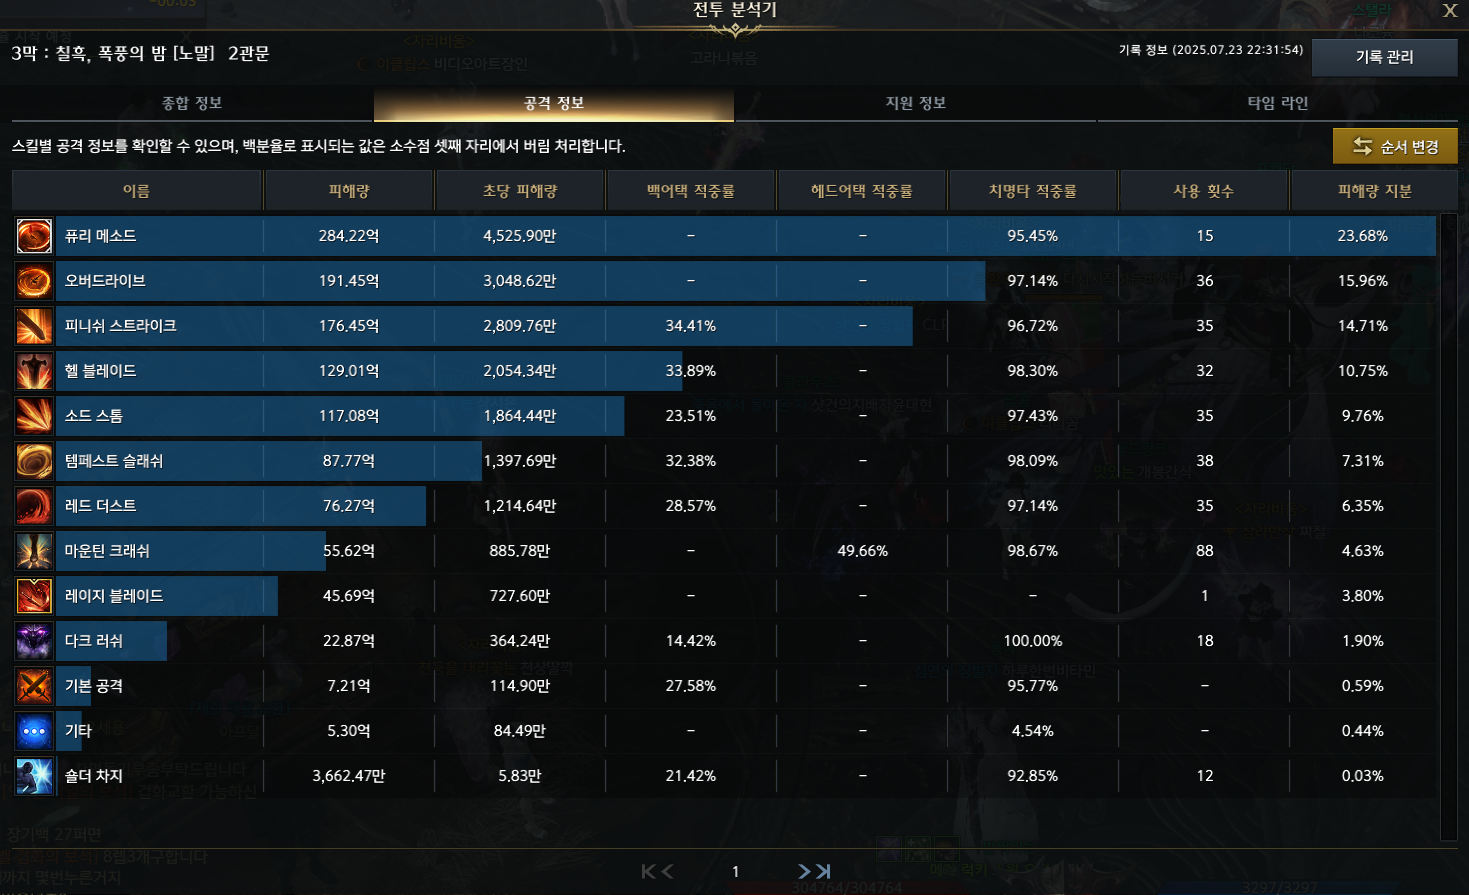 전투 분석기
X
3막 : 칠흑, 폭풍의 밤 [노말] 2관문
기록 정보 (2025.07.23 22:31:54)
기록 관리
종합 정보 공격 정보 지원 정보 타임 라인
스킬별 공격 정보를 확인할 수 있으며, 백분율로 표시되는 값은 소수점 셋째 자리에서 버림 처리합니다.
순서 변경
이름 피해량 초당 피해량 백어택 적중률 헤드어택 적중률 치명타 적중률 사용 횟수 피해량 지분
퓨리 메소드 284.22억 4,525.90만 – – 95.45% 15 23.68%
오버드라이브 191.45억 3,048.62만 – – 97.14% 36 15.96%
피니쉬 스트라이크 176.45억 2,809.76만 34.41% – 96.72% 35 14.71%
헬 블레이드 129.01억 2,054.34만 33.89% – 98.30% 32 10.75%
소드 스톰 117.08억 1,864.44만 23.51% – 97.43% 35 9.76%
템페스트 슬래쉬 87.77억 1,397.69만 32.38% – 98.09% 38 7.31%
레드 더스트 76.27억 1,214.64만 28.57% – 97.14% 35 6.35%
마운틴 크래쉬 55.62억 885.78만 – 49.66% 98.67% 88 4.63%
레이지 블레이드 45.69억 727.60만 – – – 1 3.80%
다크 러쉬 22.87억 364.24만 14.42% – 100.00% 18 1.90%
기본 공격 7.21억 114.90만 27.58% – 95.77% – 0.59%
기타 5.30억 84.49만 – – 4.54% – 0.44%
숄더 차지 3,662.47만 5.83만 21.42% – 92.85% 12 0.03%
장기백 27퍼면
1
304764/304764
3297/3297